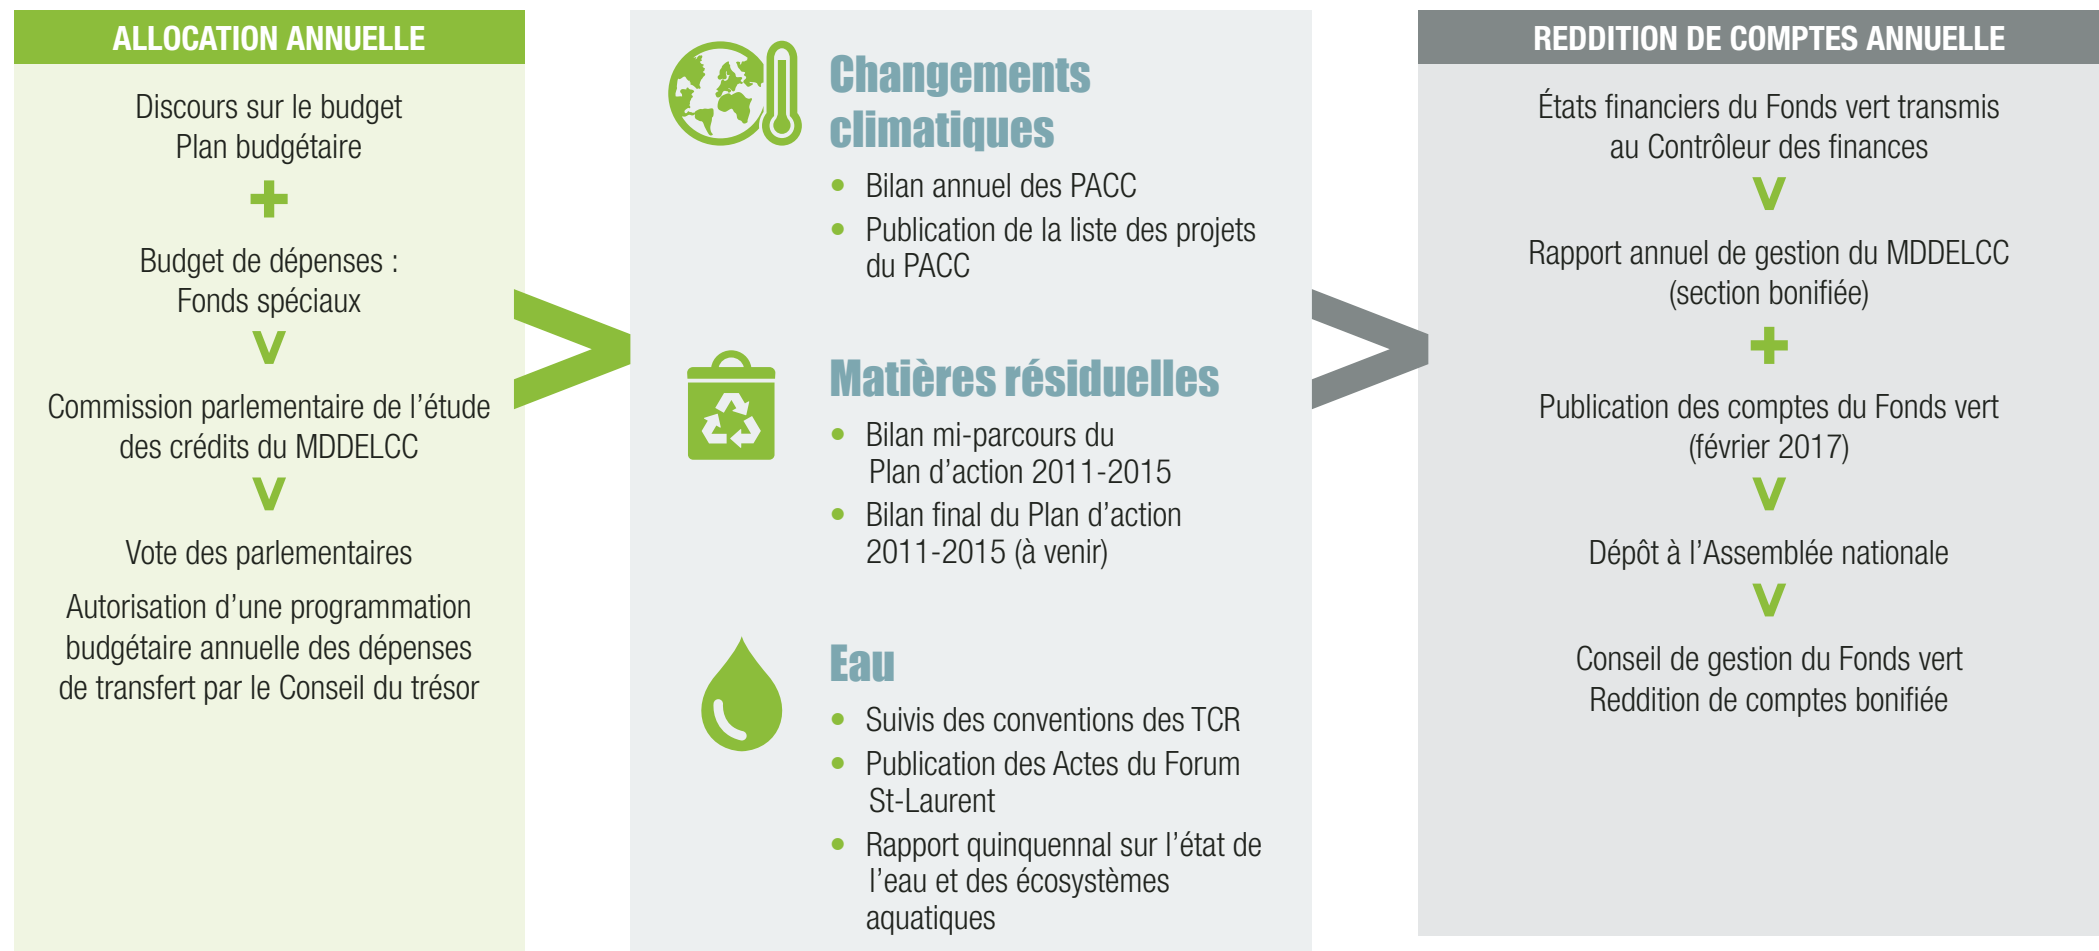 ALLOCATION ANNUELLE
Discours sur le budget
Plan budgétaire
+
Budget de dépenses :
Fonds spéciaux
Commission parlementaire de l’étude
des crédits du MDDELCC
Vote des parlementaires
Autorisation d’une programmation
budgétaire annuelle des dépenses
de transfert par le Conseil du trésor
Changements
climatiques
• Bilan annuel des PACC
• Publication de la liste des projets
du PACC
Matières résiduelles
• Bilan mi-parcours du
Plan d’action 2011-2015
• Bilan final du Plan d’action
2011-2015 (à venir)
Eau
• Suivis des conventions des TCR
• Publication des Actes du Forum
St-Laurent
• Rapport quinquennal sur l’état de
l’eau et des écosystèmes
aquatiques
REDDITION DE COMPTES ANNUELLE
États financiers du Fonds vert transmis
au Contrôleur des finances
Rapport annuel de gestion du MDDELCC
(section bonifiée)
+
Publication des comptes du Fonds vert
(février 2017)
Dépôt à l’Assemblée nationale
Conseil de gestion du Fonds vert
Reddition de comptes bonifiée